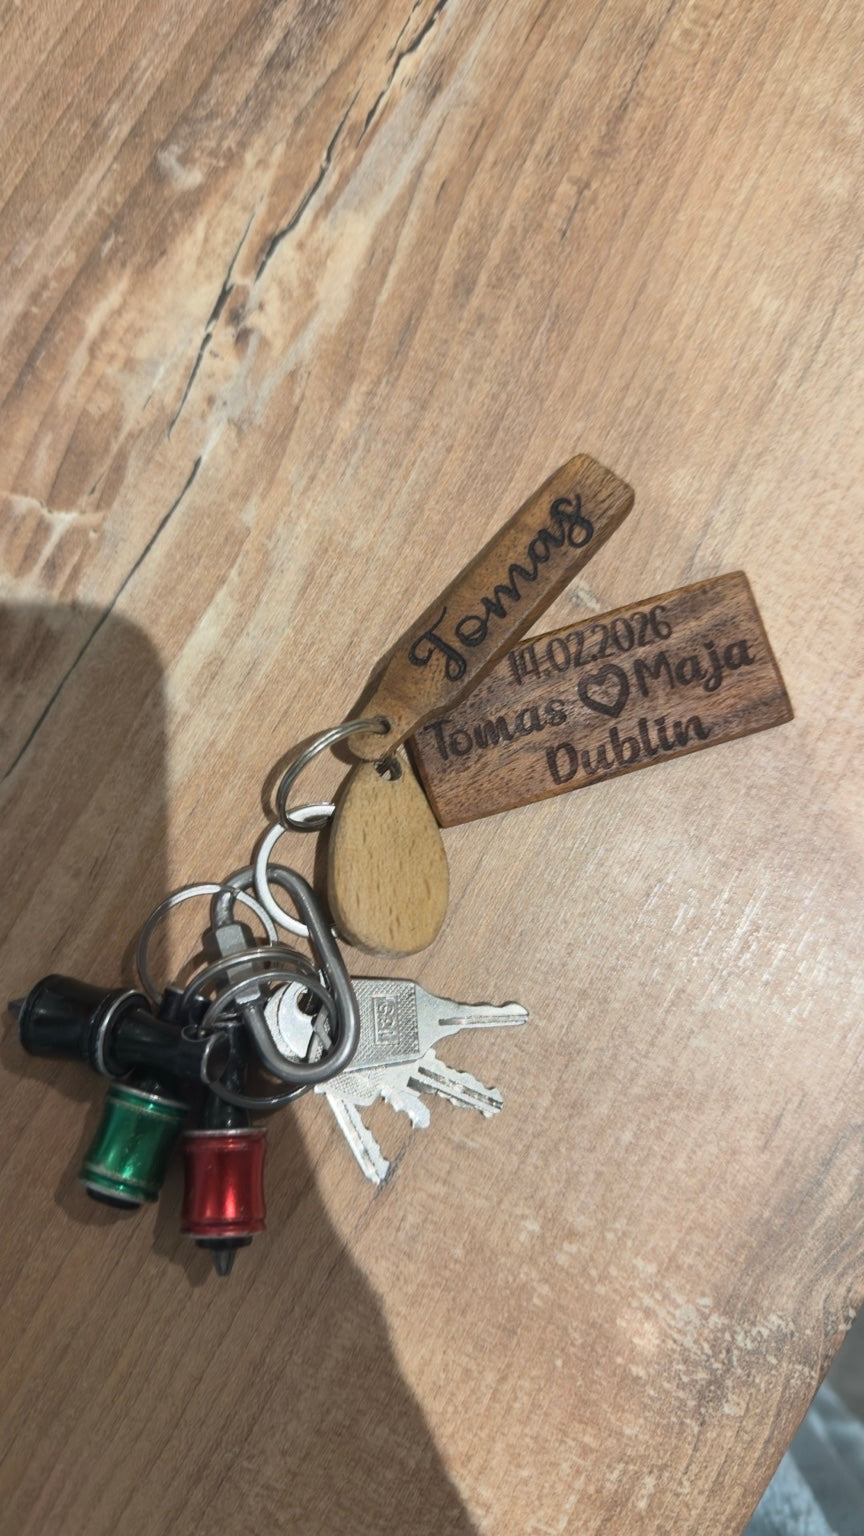 Tomas
14.02.2026
Tomas ♡ Maja
Dublin